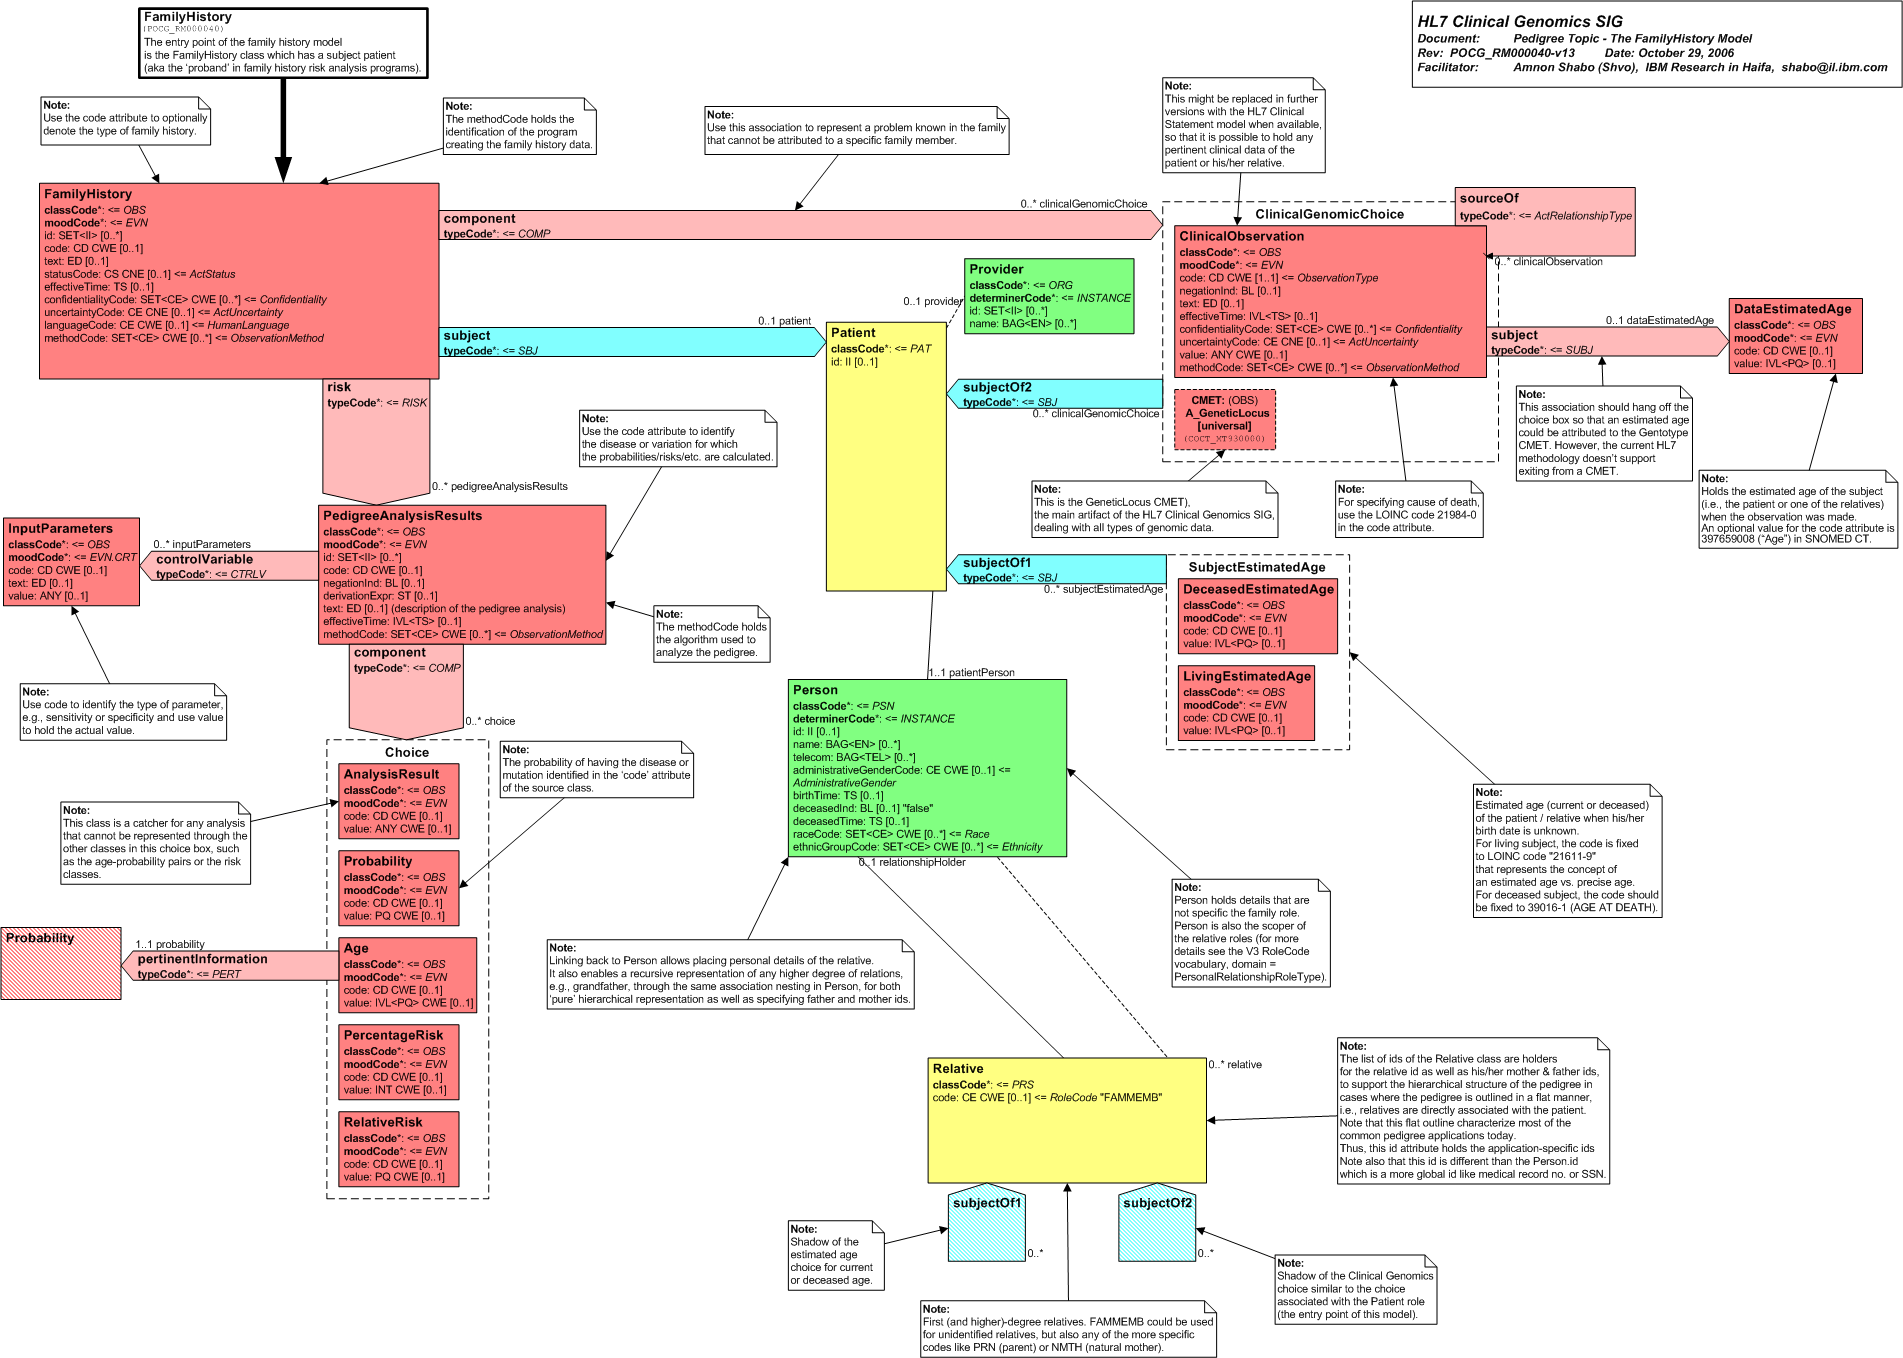 FamilyHistory
(POCG_RM000040)
The entry point of the family history model
is the FamilyHistory class which has a subject patient
(aka the 'proband' in family history risk analysis programs).
HL7 Clinical Genomics SIG
Document: Pedigree Topic - The FamilyHistory Model
Rev: POCG_RM000040-v13 Date: October 29, 2006
Facilitator: Amnon Shabo (Shvo), IBM Research in Haifa, shabo@il.ibm.com
Note:
Use the code attribute to optionally
denote the type of family history.
Note:
The methodCode holds the
identification of the program
creating the family history data.
Note:
Use this association to represent a problem known in the family
that cannot be attributed to a specific family member.
Note:
This might be replaced in further
versions with the HL7 Clinical
Statement model when available,
so that it is possible to hold any
pertinent clinical data of the
patient or his/her relative.
FamilyHistory
classCode*: <= OBS
moodCode*: <= EVN
id: SET<II> [0..*]
code: CD CWE [0..1]
text: ED [0..1]
statusCode: CS CNE [0..1] <= ActStatus
effectiveTime: TS [0..1]
confidentialityCode: SET<CE> CWE [0..*] <= Confidentiality
uncertaintyCode: CE CNE [0..1] <= ActUncertainty
languageCode: CE CWE [0..1] <= HumanLanguage
methodCode: SET<CE> CWE [0..*] <= ObservationMethod
component
typeCode*: <= COMP
0..* clinicalGenomicChoice
ClinicalGenomicChoice
sourceOf
typeCode*: <= ActRelationshipType
0..* clinicalObservation
ClinicalObservation
classCode*: <= OBS
moodCode*: <= EVN
code: CD CWE [1..1] <= ObservationType
negationInd: BL [0..1]
text: ED [0..1]
effectiveTime: IVL<TS> [0..1]
confidentialityCode: SET<CE> CWE [0..*] <= Confidentiality
uncertaintyCode: CE CNE [0..1] <= ActUncertainty
value: ANY CWE [0..1]
methodCode: SET<CE> CWE [0..*] <= ObservationMethod
Provider
classCode*: <= ORG
determinerCode*: <= INSTANCE
id: SET<II> [0..*]
name: BAG<EN> [0..*]
0..1 provider
subject
typeCode*: <= SBJ
0..1 patient
Patient
classCode*: <= PAT
id: II [0..1]
subject
typeCode*: <= SUBJ
0..1 dataEstimatedAge
DataEstimatedAge
classCode*: <= OBS
moodCode*: <= EVN
code: CD CWE [0..1]
value: IVL<PQ> [0..1]
subjectOf2
typeCode*: <= SBJ
0..* clinicalGenomicChoice
CMET: (OBS)
A_GeneticLocus
[universal]
(COCT_MT930000)
risk
typeCode*: <= RISK
0..* pedigreeAnalysisResults
Note:
Use the code attribute to identify
the disease or variation for which
the probabilities/risks/etc. are calculated.
Note:
This is the GeneticLocus CMET),
the main artifact of the HL7 Clinical Genomics SIG,
dealing with all types of genomic data.
Note:
For specifying cause of death,
use the LOINC code 21984-0
in the code attribute.
Note:
This association should hang off the
choice box so that an estimated age
could be attributed to the Gentotype
CMET. However, the current HL7
methodology doesn't support
exiting from a CMET.
Note:
Holds the estimated age of the subject
(i.e., the patient or one of the relatives)
when the observation was made.
An optional value for the code attribute is
397659008 ("Age") in SNOMED CT.
InputParameters
classCode*: <= OBS
moodCode*: <= EVN.CRT
code: CD CWE [0..1]
text: ED [0..1]
value: ANY [0..1]
0..* inputParameters
controlVariable
typeCode*: <= CTRLV
PedigreeAnalysisResults
classCode*: <= OBS
moodCode*: <= EVN
id: SET<II> [0..*]
code: CD CWE [0..1]
negationInd: BL [0..1]
derivationExpr: ST [0..1]
text: ED [0..1] (description of the pedigree analysis)
effectiveTime: IVL<TS> [0..1]
methodCode: SET<CE> CWE [0..*] <= ObservationMethod
Note:
The methodCode holds
the algorithm used to
analyze the pedigree.
subjectOf1
typeCode*: <= SBJ
0..* subjectEstimatedAge
SubjectEstimatedAge
DeceasedEstimatedAge
classCode*: <= OBS
moodCode*: <= EVN
code: CD CWE [0..1]
value: IVL<PQ> [0..1]
LivingEstimatedAge
classCode*: <= OBS
moodCode*: <= EVN
code: CD CWE [0..1]
value: IVL<PQ> [0..1]
component
typeCode*: <= COMP
0..* choice
Note:
Use code to identify the type of parameter,
e.g., sensitivity or specificity and use value
to hold the actual value.
1..1 patientPerson
Person
classCode*: <= PSN
determinerCode*: <= INSTANCE
id: II [0..1]
name: BAG<EN> [0..*]
telecom: BAG<TEL> [0..*]
administrativeGenderCode: CE CWE [0..1] <=
AdministrativeGender
birthTime: TS [0..1]
deceasedInd: BL [0..1] "false"
deceasedTime: TS [0..1]
raceCode: SET<CE> CWE [0..*] <= Race
ethnicGroupCode: SET<CE> CWE [0..*] <= Ethnicity
0..1 relationshipHolder
Choice
AnalysisResult
classCode*: <= OBS
moodCode*: <= EVN
code: CD CWE [0..1]
value: ANY CWE [0..1]
Note:
The probability of having the disease or
mutation identified in the 'code' attribute
of the source class.
Note:
This class is a catcher for any analysis
that cannot be represented through the
other classes in this choice box, such
as the age-probability pairs or the risk
classes.
Note:
Estimated age (current or deceased)
of the patient / relative when his/her
birth date is unknown.
For living subject, the code is fixed
to LOINC code "21611-9"
that represents the concept of
an estimated age vs. precise age.
For deceased subject, the code should
be fixed to 39016-1 (AGE AT DEATH).
Probability
classCode*: <= OBS
moodCode*: <= EVN
code: CD CWE [0..1]
value: PQ CWE [0..1]
Note:
Person holds details that are
not specific the family role.
Person is also the scoper of
the relative roles (for more
details see the V3 RoleCode
vocabulary, domain =
PersonalRelationshipRoleType).
Probability
1..1 probability
pertinentInformation
typeCode*: <= PERT
Age
classCode*: <= OBS
moodCode*: <= EVN
code: CD CWE [0..1]
value: IVL<PQ> CWE [0..1]
Note:
Linking back to Person allows placing personal details of the relative.
It also enables a recursive representation of any higher degree of relations,
e.g., grandfather, through the same association nesting in Person, for both
'pure' hierarchical representation as well as specifying father and mother ids.
PercentageRisk
classCode*: <= OBS
moodCode*: <= EVN
code: CD CWE [0..1]
value: INT CWE [0..1]
RelativeRisk
classCode*: <= OBS
moodCode*: <= EVN
code: CD CWE [0..1]
value: PQ CWE [0..1]
0..* relative
Relative
classCode*: <= PRS
code: CE CWE [0..1] <= RoleCode "FAMMEMB"
Note:
The list of ids of the Relative class are holders
for the relative id as well as his/her mother & father ids,
to support the hierarchical structure of the pedigree in
cases where the pedigree is outlined in a flat manner,
i.e., relatives are directly associated with the patient.
Note that this flat outline characterize most of the
common pedigree applications today.
Thus, this id attribute holds the application-specific ids
Note also that this id is different than the Person.id
which is a more global id like medical record no. or SSN.
subjectOf1
0..*
subjectOf2
0..*
Note:
Shadow of the
estimated age
choice for current
or deceased age.
Note:
Shadow of the Clinical Genomics
choice similar to the choice
associated with the Patient role
(the entry point of this model).
Note:
First (and higher)-degree relatives. FAMMEMB could be used
for unidentified relatives, but also any of the more specific
codes like PRN (parent) or NMTH (natural mother).